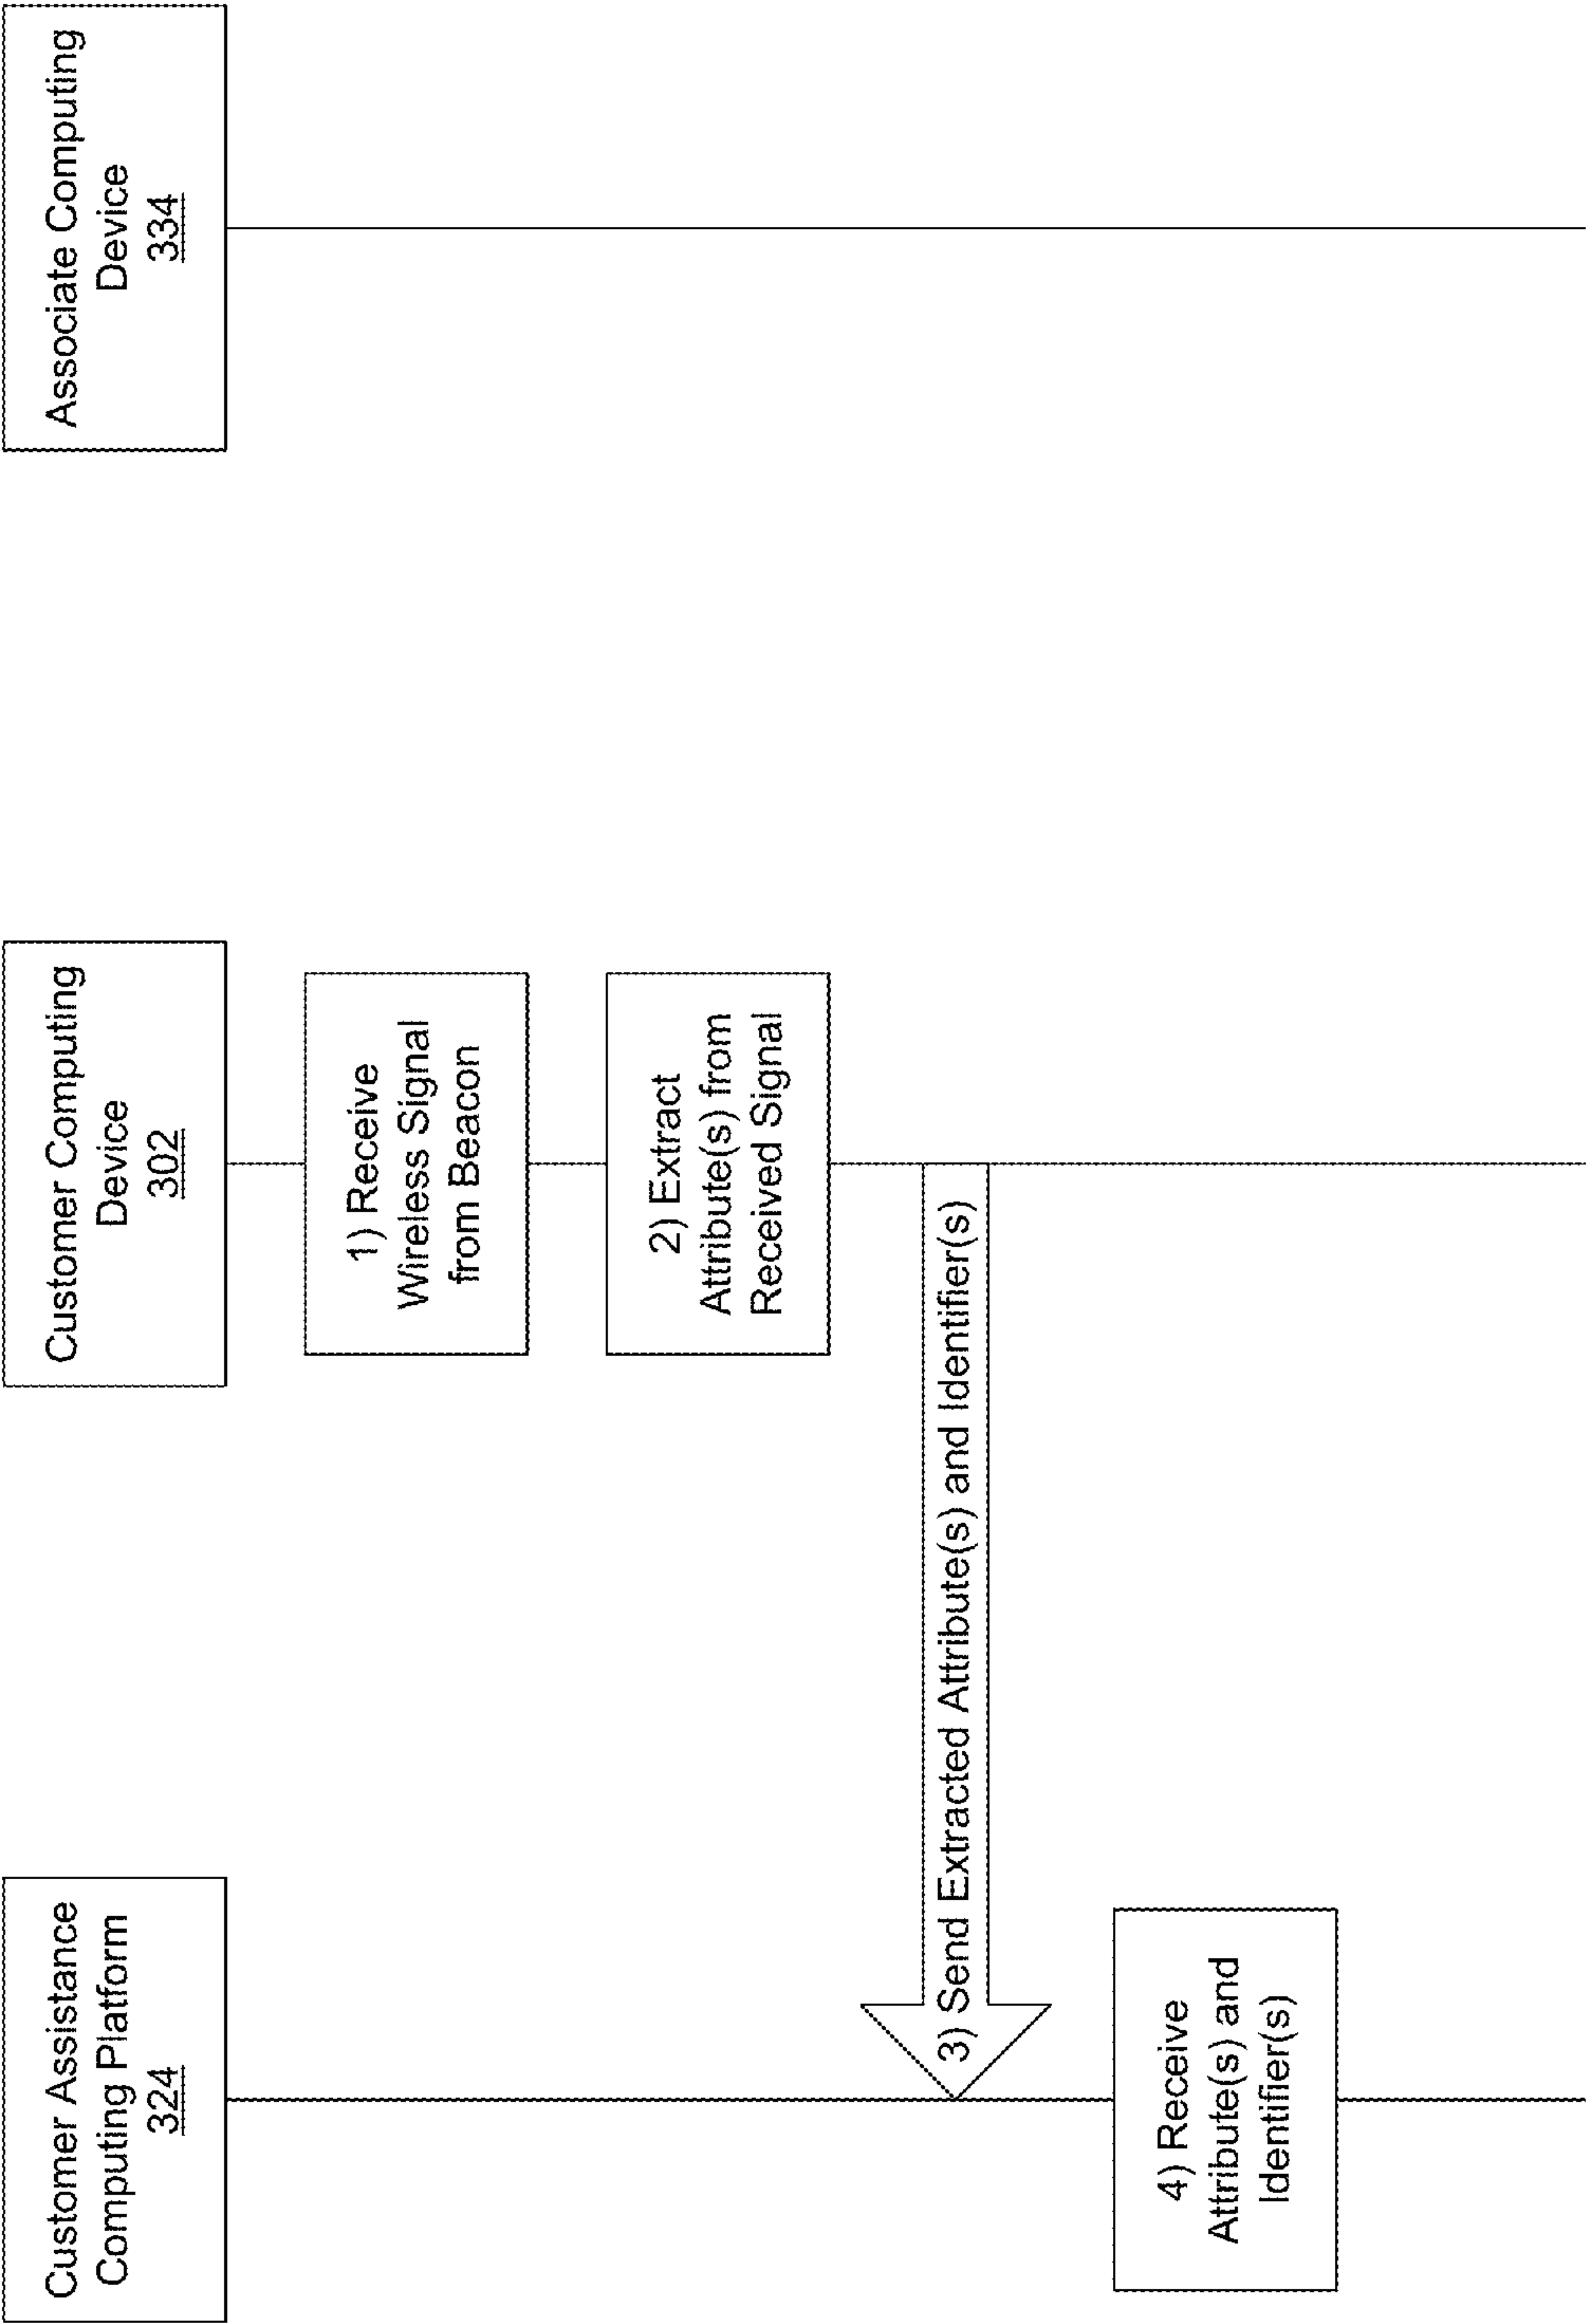 Customer Assistance
Computing Platform
324
Customer Computing
Device
302
Associate Computing
Device
334
1) Receive
Wireless Signal
from Beacon
2) Extract
Attribute(s) from
Received Signal
3) Send Extracted Attribute(s) and Identifier(s)
4) Receive
Attribute(s) and
Identifier(s)